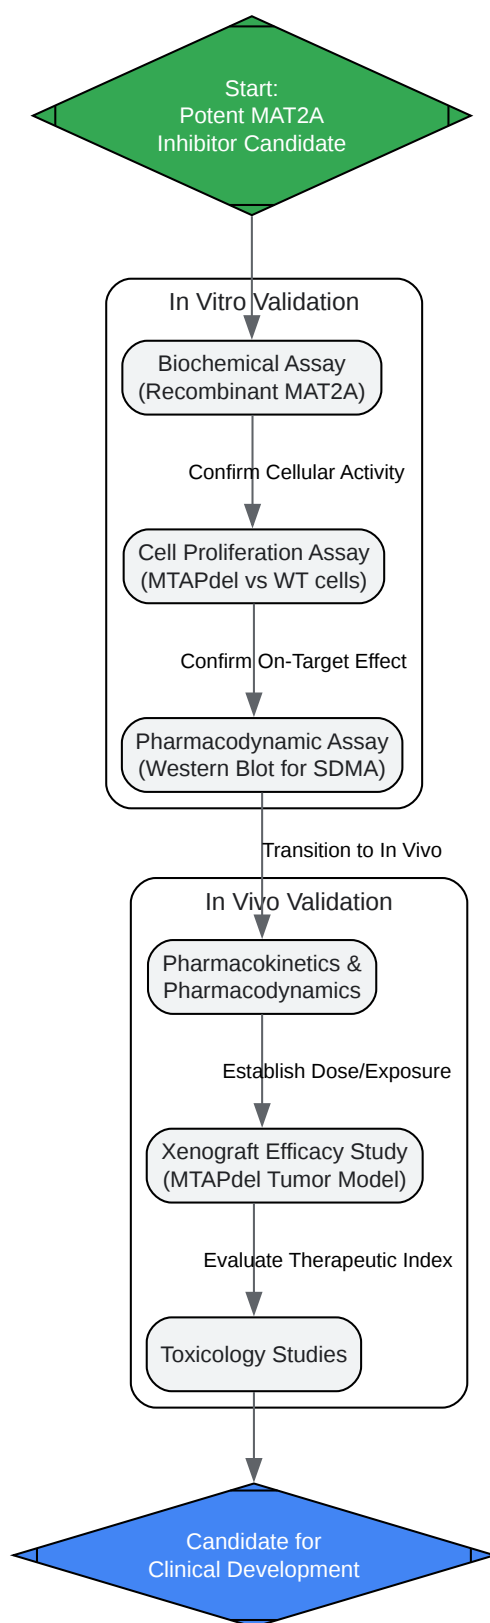 Start:
Potent MAT2A
Inhibitor Candidate
In Vitro Validation
Biochemical Assay
(Recombinant MAT2A)
Confirm Cellular Activity
Cell Proliferation Assay
(MTAPdel vs WT cells)
Confirm On-Target Effect
Pharmacodynamic Assay
(Western Blot for SDMA)
Transition to In Vivo
In Vivo Validation
Pharmacokinetics &
Pharmacodynamics
Establish Dose/Exposure
Xenograft Efficacy Study
(MTAPdel Tumor Model)
Evaluate Therapeutic Index
Toxicology Studies
Candidate for
Clinical Development